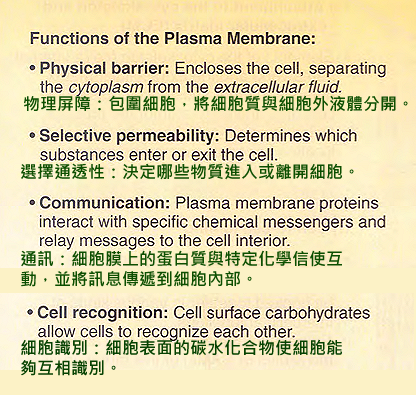 Functions of the Plasma Membrane:
• Physical barrier: Encloses the cell, separating
the cytoplasm from the extracellular fluid.
物理屏障：包圍細胞，將細胞質與細胞外液體分開。
• Selective permeability: Determines which
substances enter or exit the cell.
選擇通透性：決定哪些物質進入或離開細胞。
• Communication: Plasma membrane proteins
interact with specific chemical messengers and
relay messages to the cell interior.
通訊：細胞膜上的蛋白質與特定化學信使互
動，並將訊息傳遞到細胞內部。
• Cell recognition: Cell surface carbohydrates
allow cells to recognize each other.
細胞識別：細胞表面的碳水化合物使細胞能
夠互相識別。